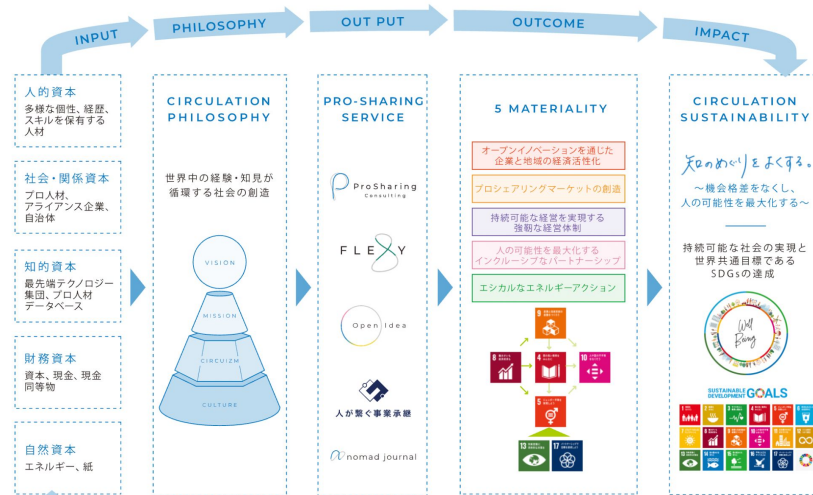 INPUT
PHILOSOPHY
OUT PUT
OUTCOME
IMPACT
人的資本
多様な個性、経歴、
スキルを保有する
人材
社会・関係資本
プロ人材、
アライアンス企業、
自治体
知的資本
最先端テクノロジー
集団、プロ人材
データベース
財務資本
資本、現金、現金
同等物
自然資本
エネルギー、紙
CIRCULATION
PHILOSOPHY
世界中の経験・知見が
循環する社会の創造
VISION
MISSION
CIRCUIZM
CULTURE
PRO-SHARING
SERVICE
ProSharing
Consulting
FLEXY
Open Idea
人が繋ぐ事業承継
nomad journal
5 MATERIALITY
オープンイノベーションを通じた
企業と地域の経済活性化
プロシェアリングマーケットの創造
持続可能な経営を実現する
強靭な経営体制
人の可能性を最大化する
インクルーシブなパートナーシップ
エシカルなエネルギーアクション
9
8
4
10
5
13
17
CIRCULATION
SUSTAINABILITY
知のめぐりをよくする。
〜機会格差をなくし、
人の可能性を最大化する〜
持続可能な社会の実現と
世界共通目標である
SDGsの達成
Well
Being
SUSTAINABLE
DEVELOPMENT GOALS